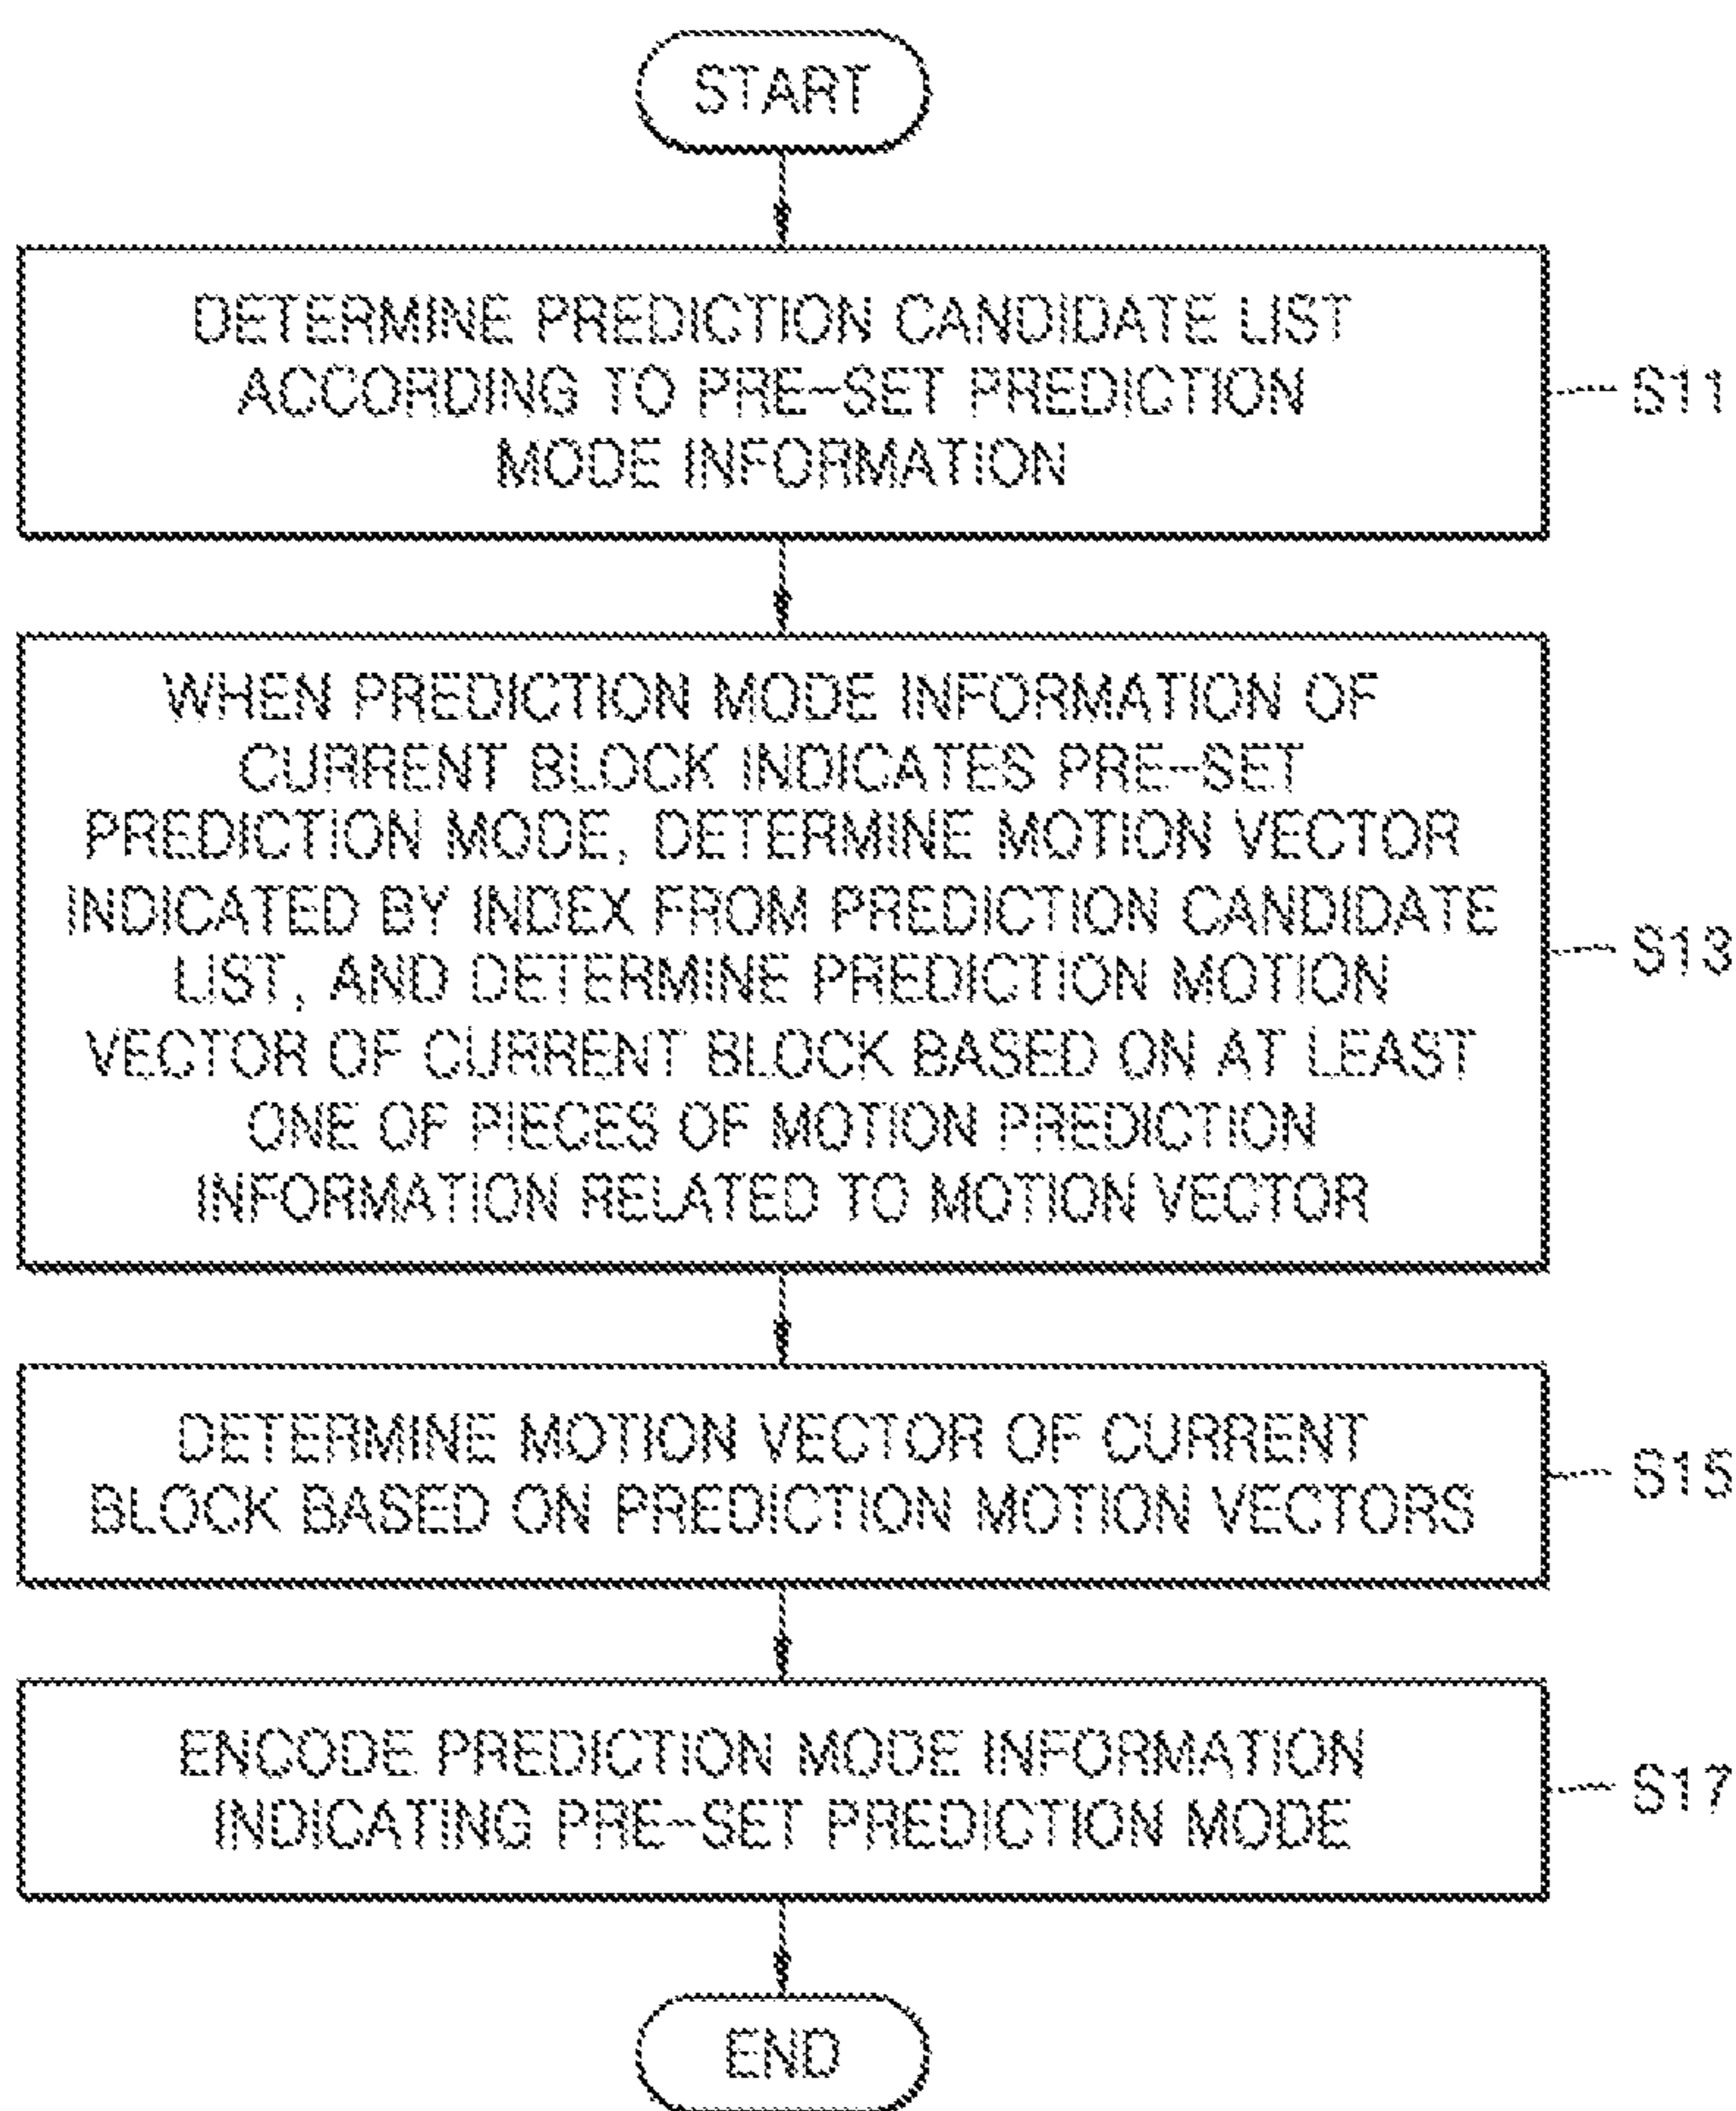 START
DETERMINE PREDICTION CANDIDATE LIST
ACCORDING TO PRE-SET PREDICTION
MODE INFORMATION
S11
WHEN PREDICTION MODE INFORMATION OF
CURRENT BLOCK INDICATES PRE-SET
PREDICTION MODE, DETERMINE MOTION VECTOR
INDICATED BY INDEX FROM PREDICTION CANDIDATE
LIST, AND DETERMINE PREDICTION MOTION
VECTOR OF CURRENT BLOCK BASED ON AT LEAST
ONE OF PIECES OF MOTION PREDICTION
INFORMATION RELATED TO MOTION VECTOR
S13
DETERMINE MOTION VECTOR OF CURRENT
BLOCK BASED ON PREDICTION MOTION VECTORS
S15
ENCODE PREDICTION MODE INFORMATION
INDICATING PRE-SET PREDICTION MODE
S17
END